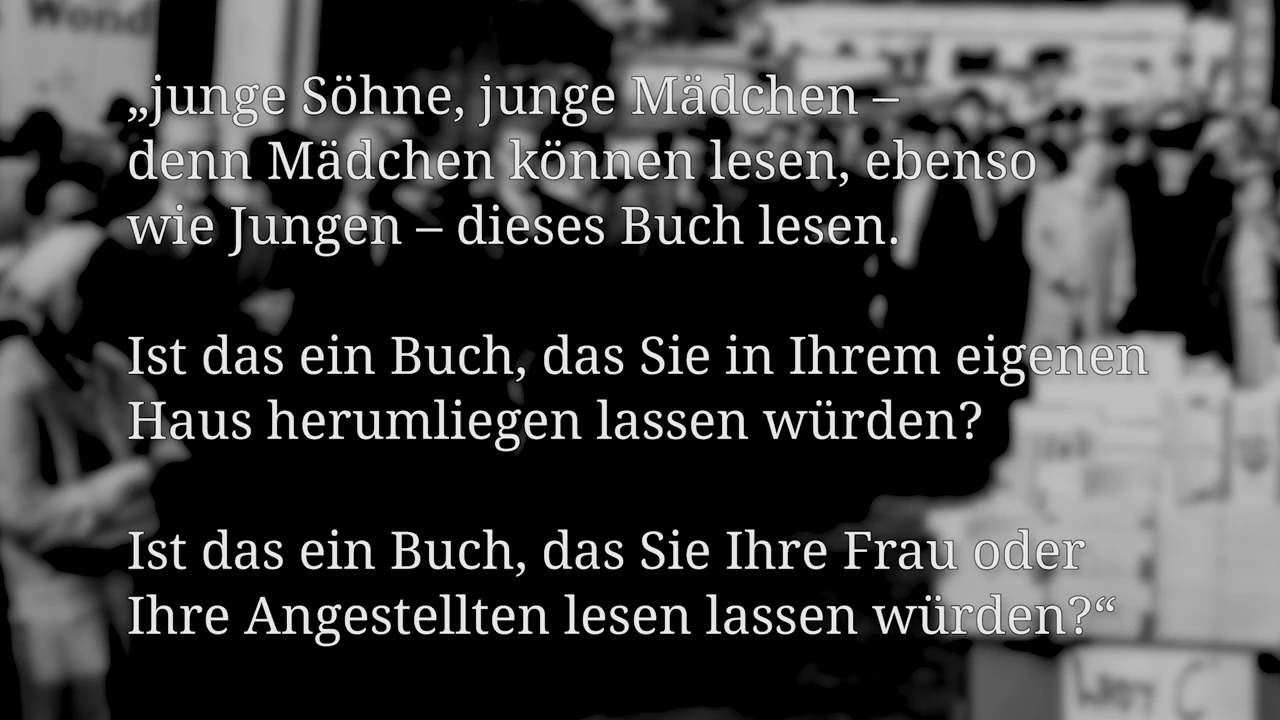 Wond
„junge Söhne, junge Mädchen –
denn Mädchen können lesen, ebenso
wie Jungen – dieses Buch lesen.
Ist das ein Buch, das Sie in Ihrem eigenen
Haus herumliegen lassen würden?
Ist das ein Buch, das Sie Ihre Frau oder
Ihre Angestellten lesen lassen würden?“